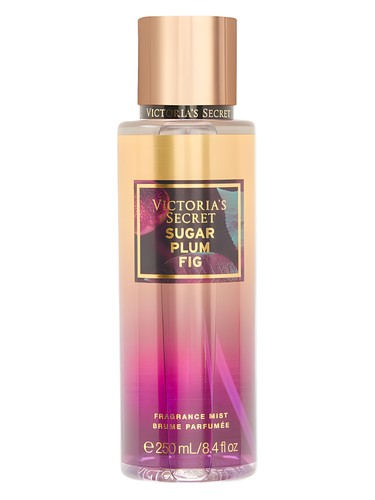 VICTORIA'S SECRET
VICTORIA'S
SECRET
SUGAR
PLUM
FIG
FRAGRANCE MIST
BRUME PARFUMÉE
℮250 mL/8.4 fl oz